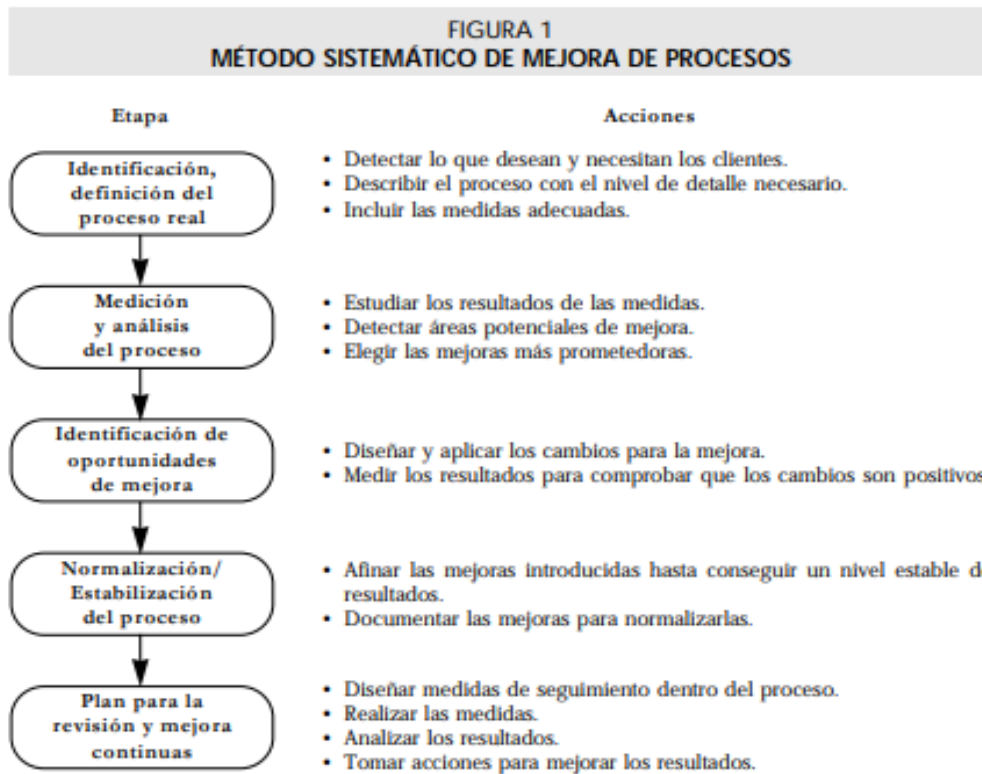 FIGURA 1
MÉTODO SISTEMÁTICO DE MEJORA DE PROCESOS
Etapa
Acciones
Identificación,
definición del
proceso real
• Detectar lo que desean y necesitan los clientes.
• Describir el proceso con el nivel de detalle necesario.
• Incluir las medidas adecuadas.
Medición
y análisis
del proceso
• Estudiar los resultados de las medidas.
• Detectar áreas potenciales de mejora.
• Elegir las mejoras más prometedoras.
Identificación de
oportunidades
de mejora
• Diseñar y aplicar los cambios para la mejora.
• Medir los resultados para comprobar que los cambios son positivos
Normalización/
Estabilización
del proceso
• Afinar las mejoras introducidas hasta conseguir un nivel estable d
resultados.
• Documentar las mejoras para normalizarlas.
Plan para la
revisión y mejora
continuas
• Diseñar medidas de seguimiento dentro del proceso.
• Realizar las medidas.
• Analizar los resultados.
• Tomar acciones para mejorar los resultados.